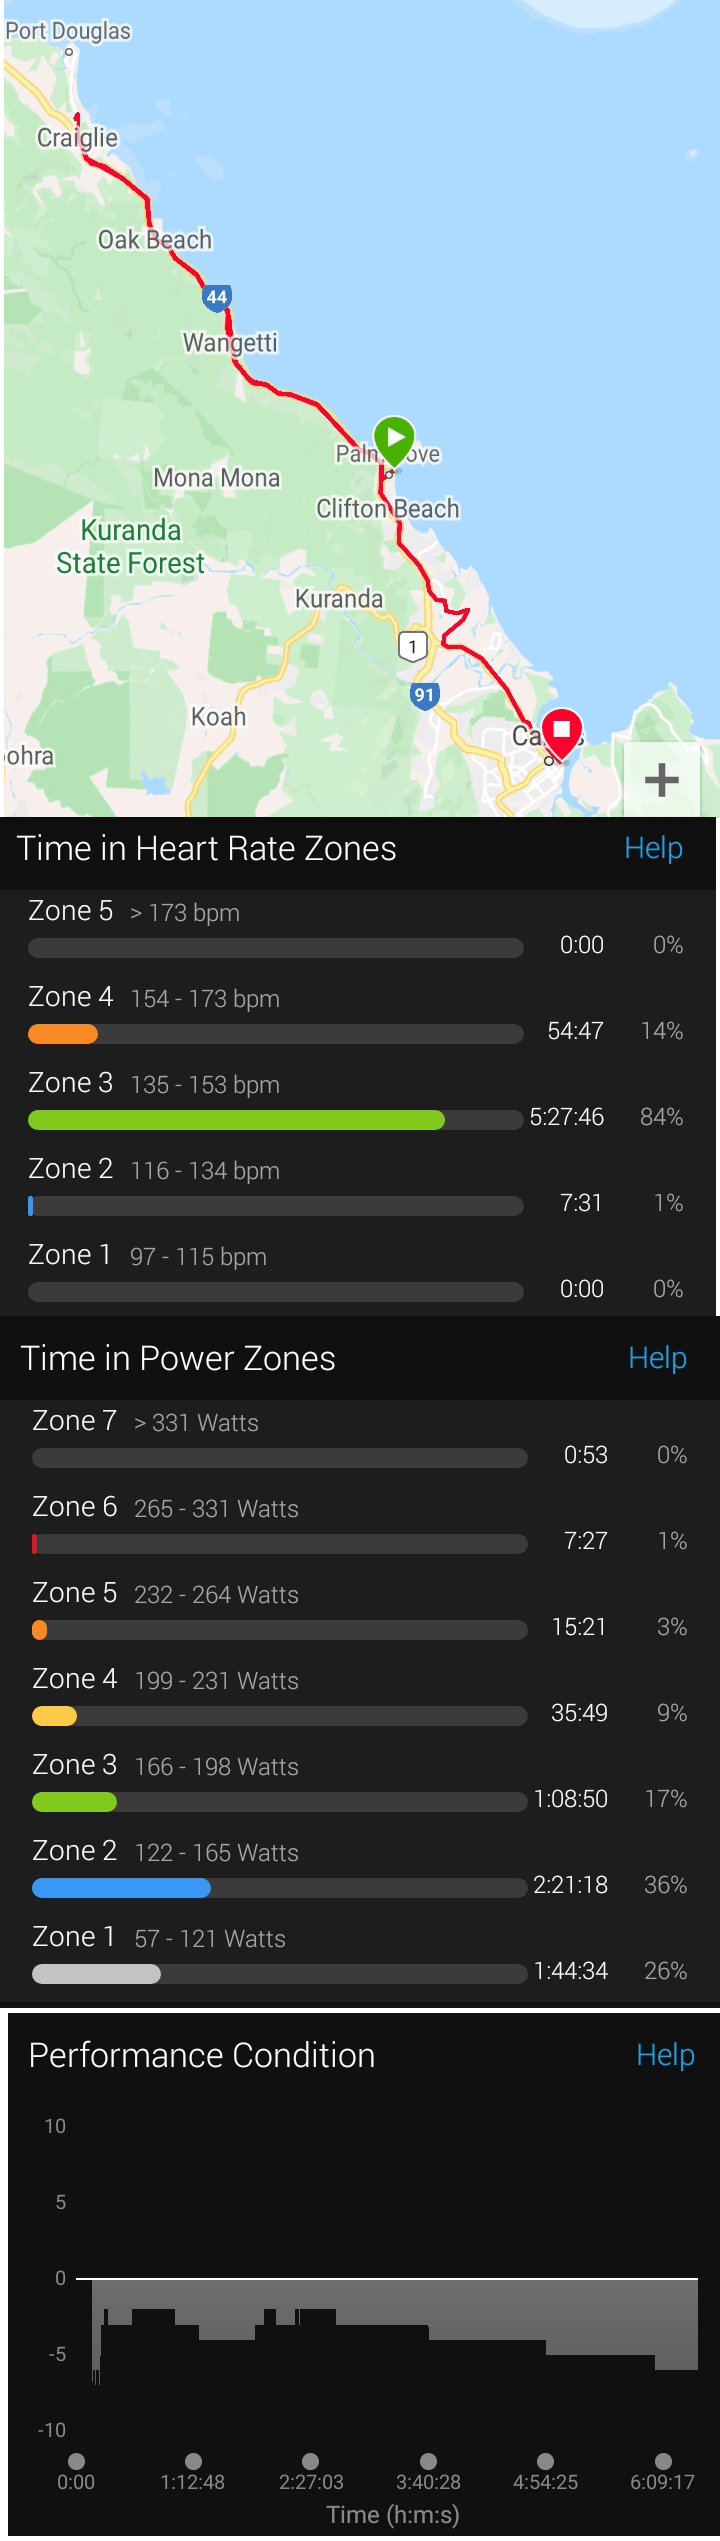 Port Douglas
Craiglie
Oak Beach
44
Wangetti
Mona Mona
Clifton Beach
Kuranda
State Forest
Kuranda
1
91
Koah
+
Time in Heart Rate Zones Help
Zone 5 > 173 bpm
0:00 0%
Zone 4 154 - 173 bpm
54:47 14%
Zone 3 135 - 153 bpm
5:27:46 84%
Zone 2 116 - 134 bpm
7:31 1%
Zone 1 97 - 115 bpm
0:00 0%
Time in Power Zones Help
Zone 7 > 331 Watts
0:53 0%
Zone 6 265 - 331 Watts
7:27 1%
Zone 5 232 - 264 Watts
15:21 3%
Zone 4 199 - 231 Watts
35:49 9%
Zone 3 166 - 198 Watts
1:08:50 17%
Zone 2 122 - 165 Watts
2:21:18 36%
Zone 1 57 - 121 Watts
1:44:34 26%
Performance Condition Help
10
5
0
-5
-10
0:00 1:12:48 2:27:03 3:40:28 4:54:25 6:09:17
Time (h:m:s)